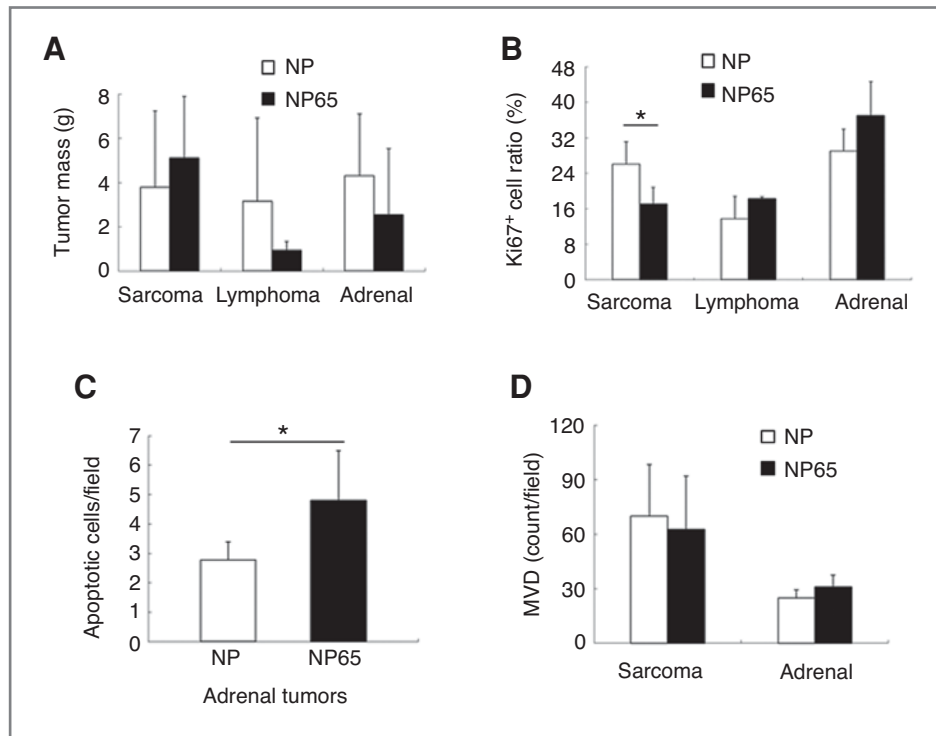 A
NP
NP65
Tumor mass (g)
8
6
4
2
0
Sarcoma Lymphoma Adrenal
B
NP
NP65
Ki67+ cell ratio (%)
48
40
32
24
16
8
0
*
Sarcoma Lymphoma Adrenal
C
Apoptotic cells/field
7
6
5
4
3
2
1
0
*
NP NP65
Adrenal tumors
D
NP
NP65
MVD (count/field)
120
90
60
30
0
Sarcoma Adrenal